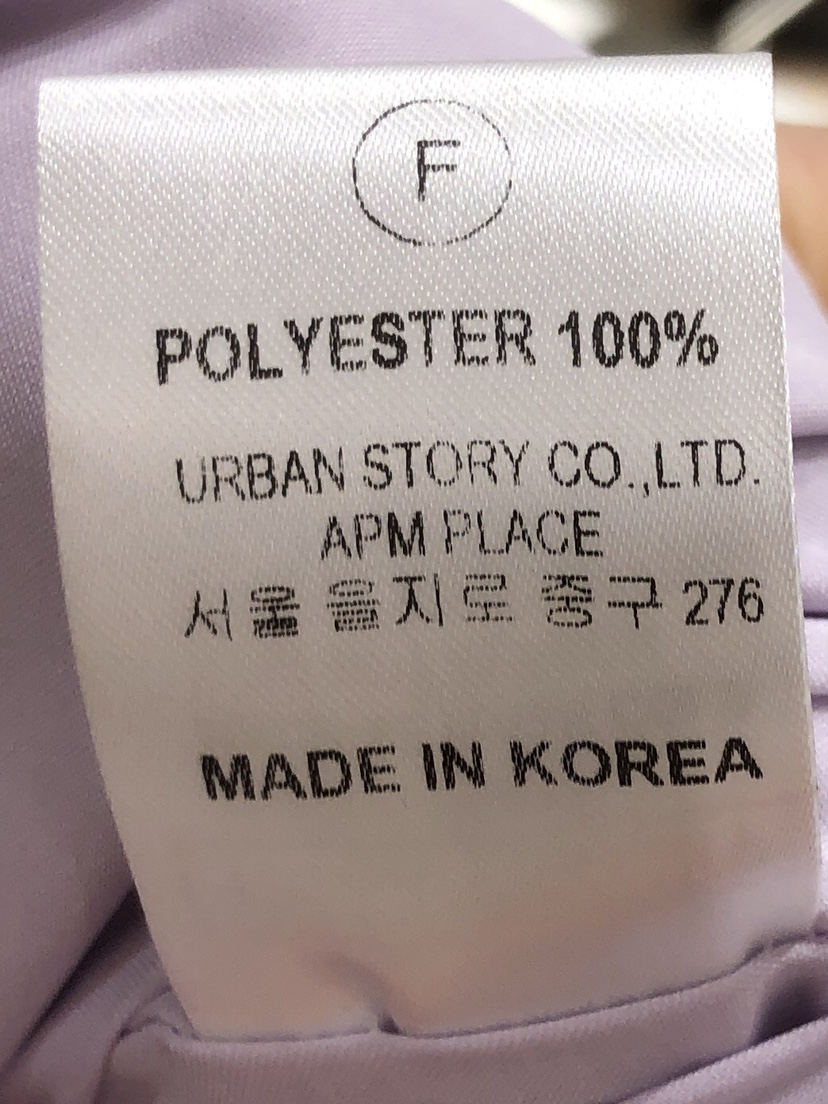 F
POLYESTER 100%
URBAN STORY CO.,LTD.
APM PLACE
서울 을지로 중구 276
MADE IN KOREA